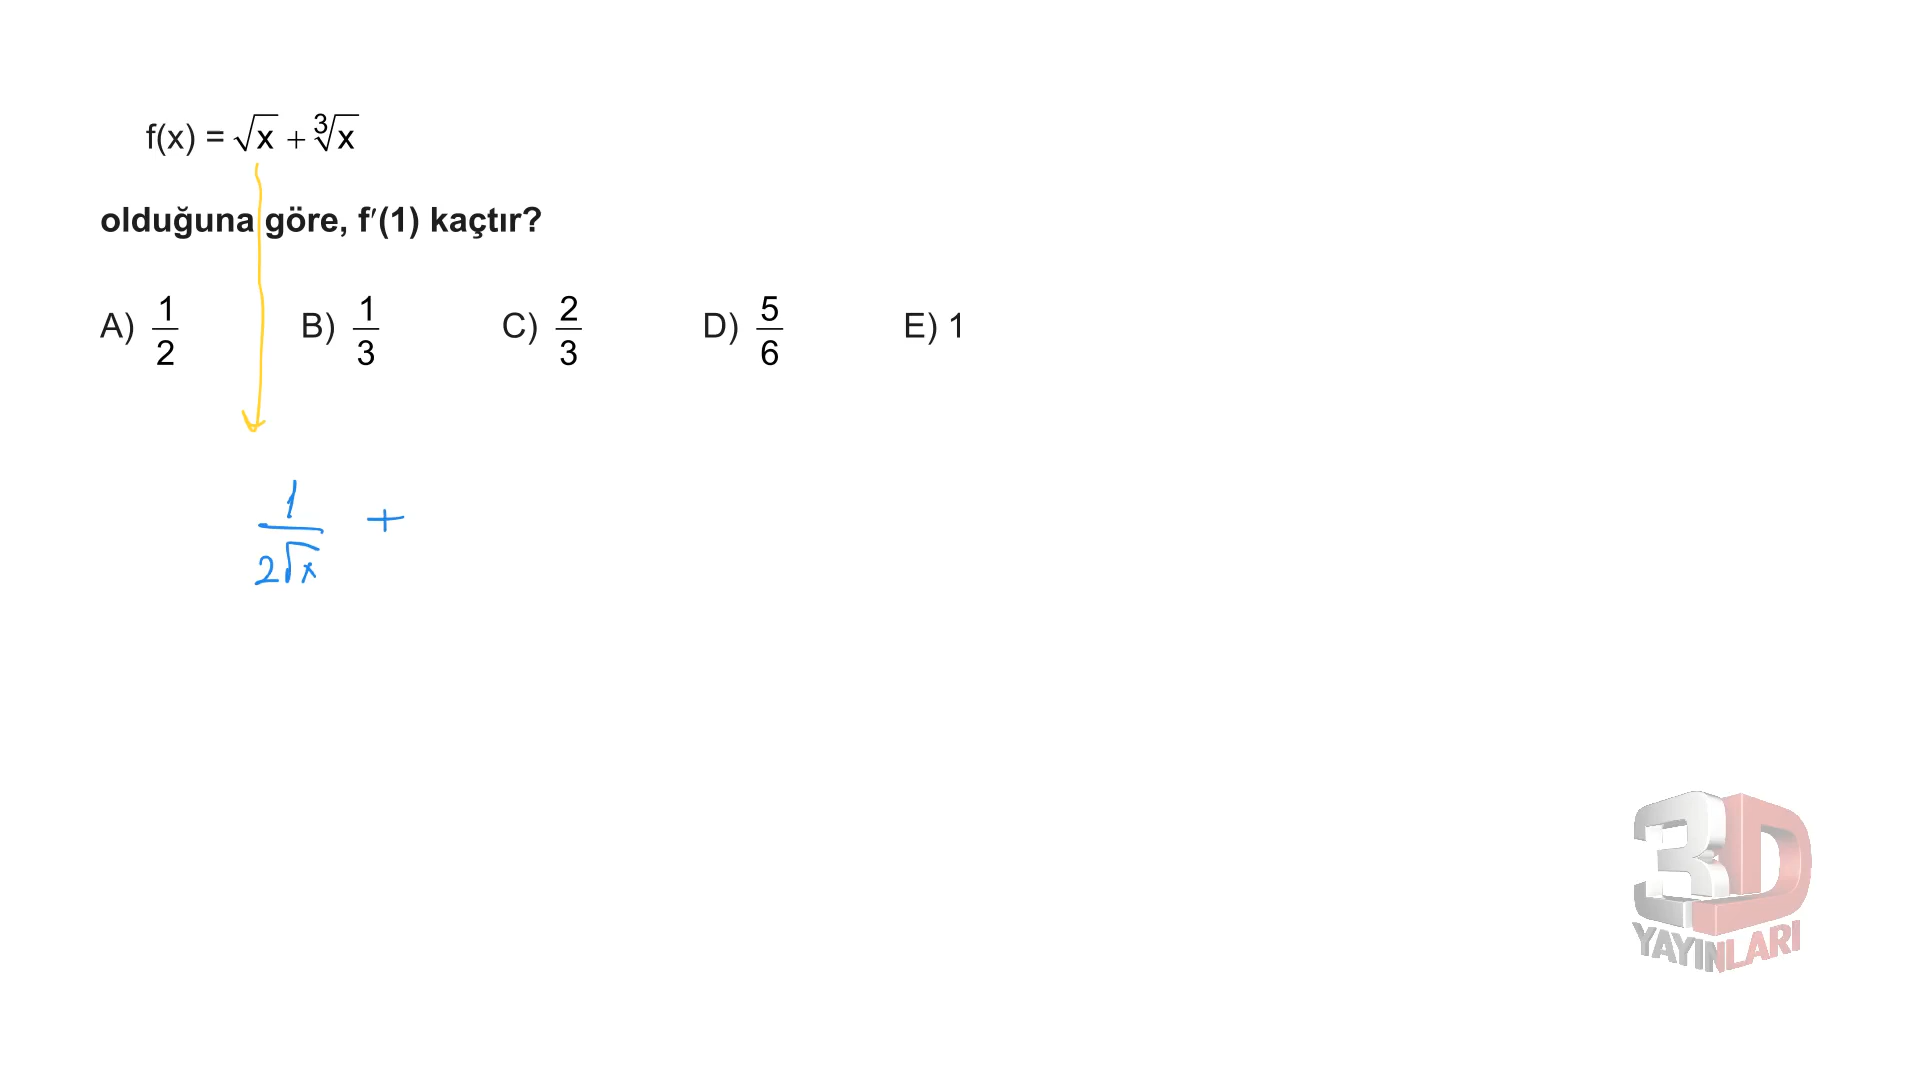 f(x) = √x + ∛x
olduğuna göre, f′(1) kaçtır?
A) 1/2 B) 1/3 C) 2/3 D) 5/6 E) 1
1/(2√x) +
3D
YAYINLARI